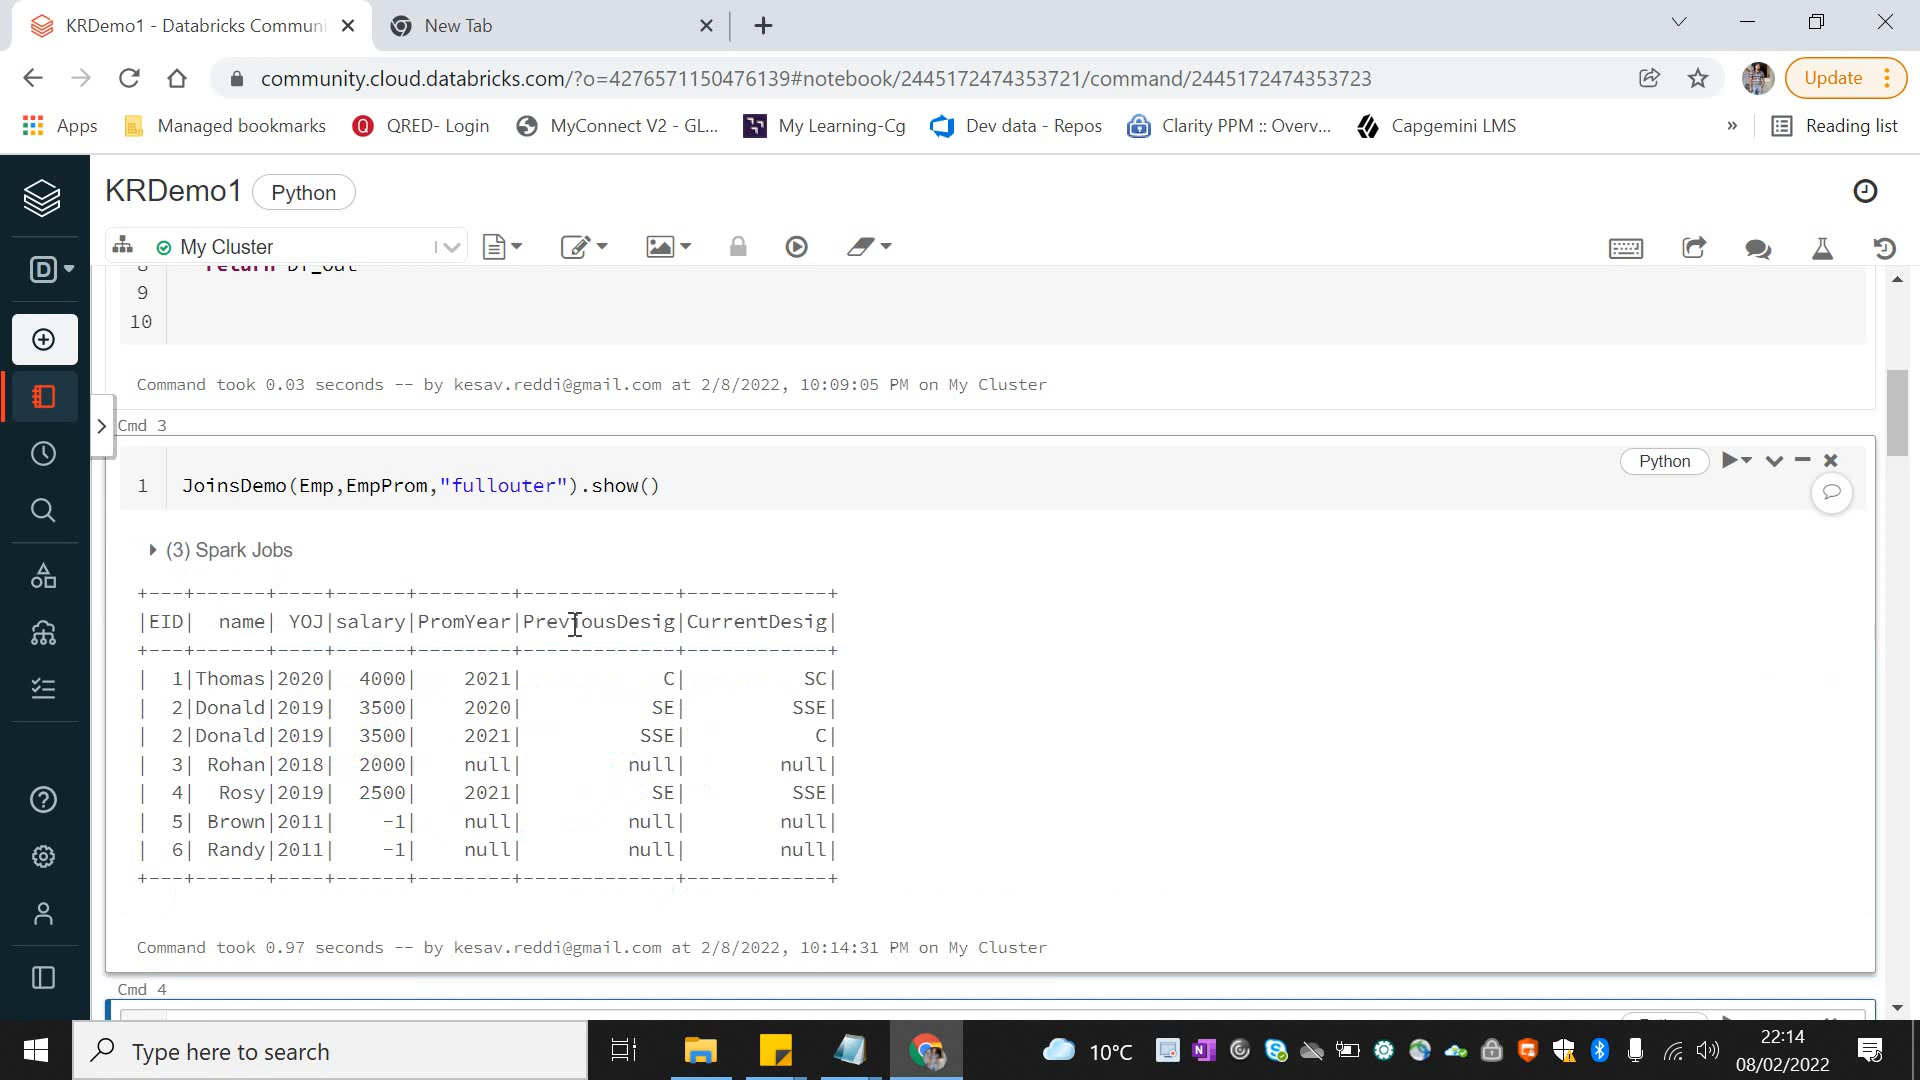 KRDemo1 - Databricks Communi
New Tab
community.cloud.databricks.com/?o=4276571150476139#notebook/2445172474353721/command/2445172474353723
Update
Apps
Managed bookmarks
QRED- Login
MyConnect V2 - GL...
My Learning-Cg
Dev data - Repos
Clarity PPM :: Overv...
Capgemini LMS
»
Reading list
KRDemo1
Python
D
My Cluster
8 return Df_out
9
10
Command took 0.03 seconds -- by kesav.reddi@gmail.com at 2/8/2022, 10:09:05 PM on My Cluster
Cmd 3
Python
1 JoinsDemo(Emp,EmpProm,"fullouter").show()
(3) Spark Jobs
+---+------+----+------+--------+-------------+------------+
|EID|  name| YOJ|salary|PromYear|PreviousDesig|CurrentDesig|
+---+------+----+------+--------+-------------+------------+
|  1|Thomas|2020|  4000|    2021|            C|          SC|
|  2|Donald|2019|  3500|    2020|           SE|         SSE|
|  2|Donald|2019|  3500|    2021|          SSE|           C|
|  3| Rohan|2018|  2000|    null|         null|        null|
|  4|  Rosy|2019|  2500|    2021|           SE|         SSE|
|  5| Brown|2011|    -1|    null|         null|        null|
|  6| Randy|2011|    -1|    null|         null|        null|
+---+------+----+------+--------+-------------+------------+
Command took 0.97 seconds -- by kesav.reddi@gmail.com at 2/8/2022, 10:14:31 PM on My Cluster
Cmd 4
Type here to search
10°C
22:14
08/02/2022